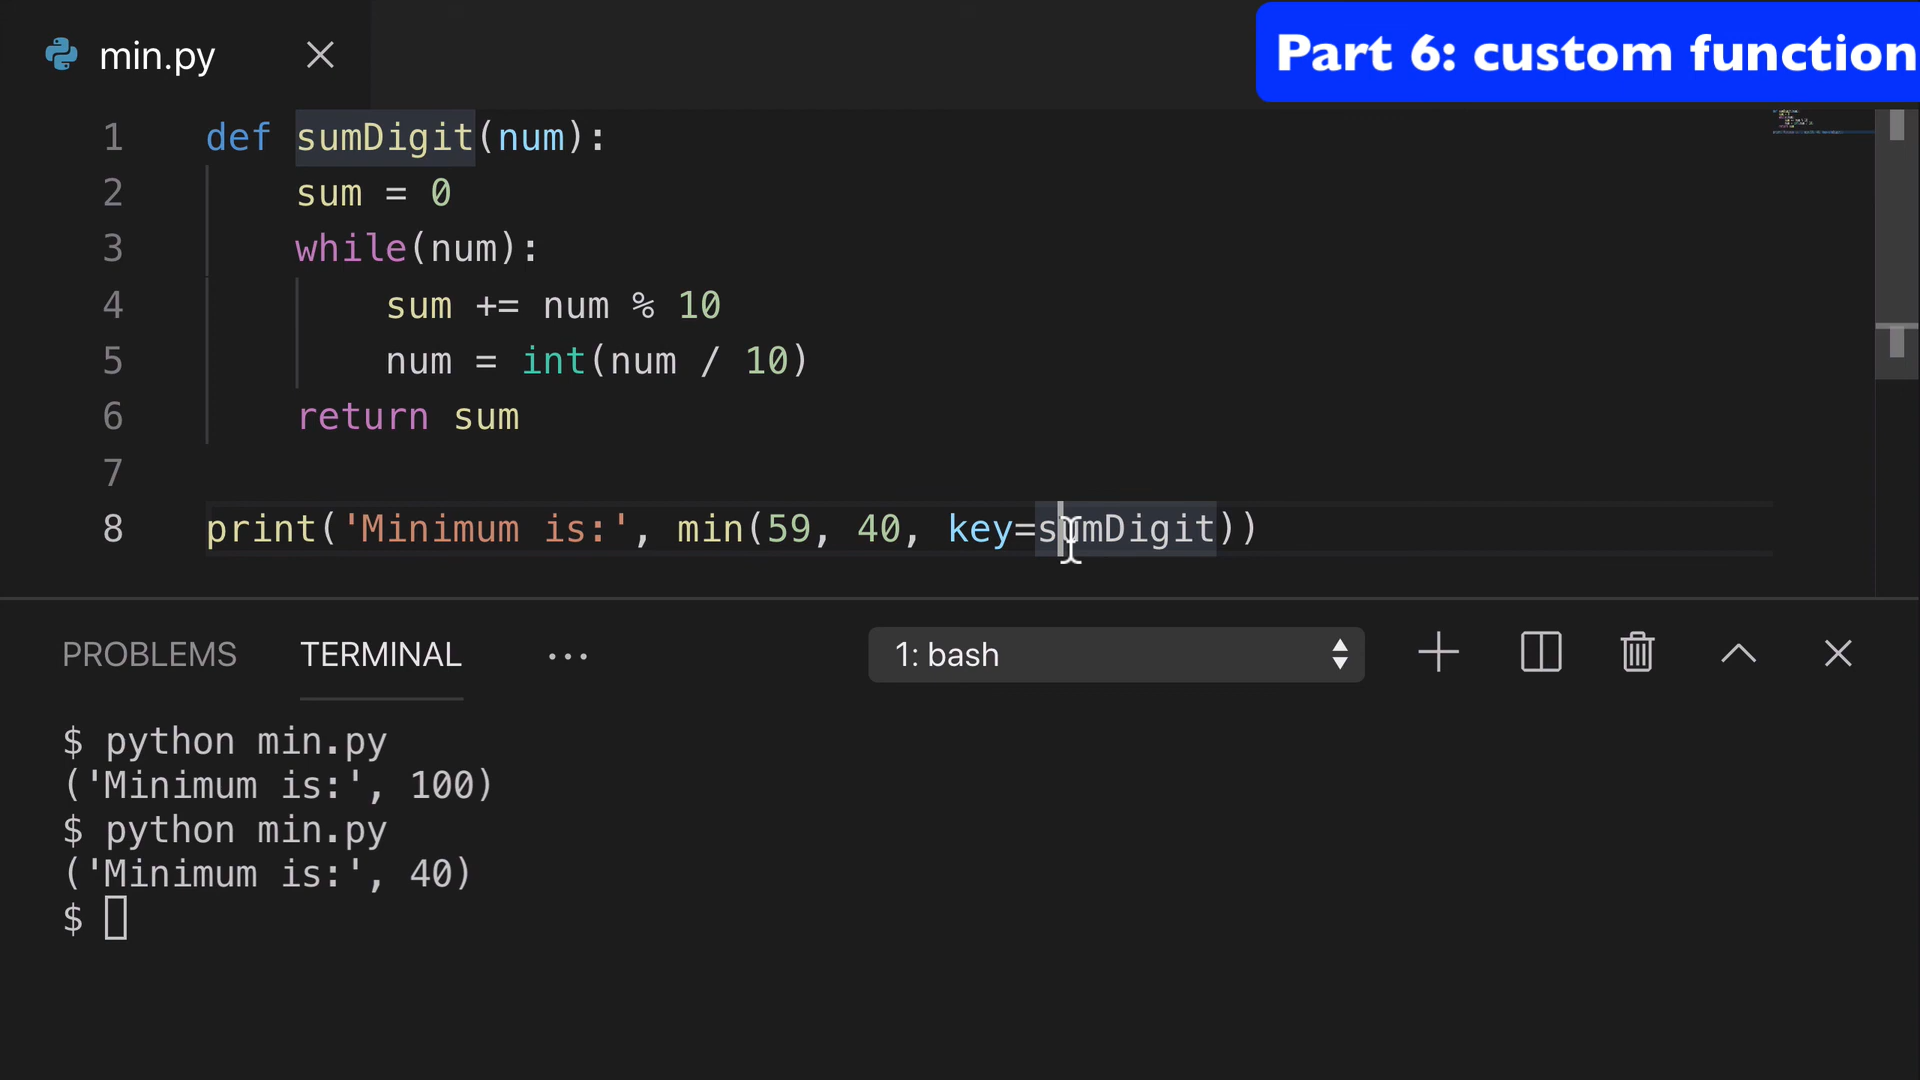 min.py
Part 6: custom function
1 def sumDigit(num):
2 sum = 0
3 while(num):
4 sum += num % 10
5 num = int(num / 10)
6 return sum
7
8 print('Minimum is:', min(59, 40, key=sumDigit))
PROBLEMS TERMINAL ... 1: bash
$ python min.py
('Minimum is:', 100)
$ python min.py
('Minimum is:', 40)
$